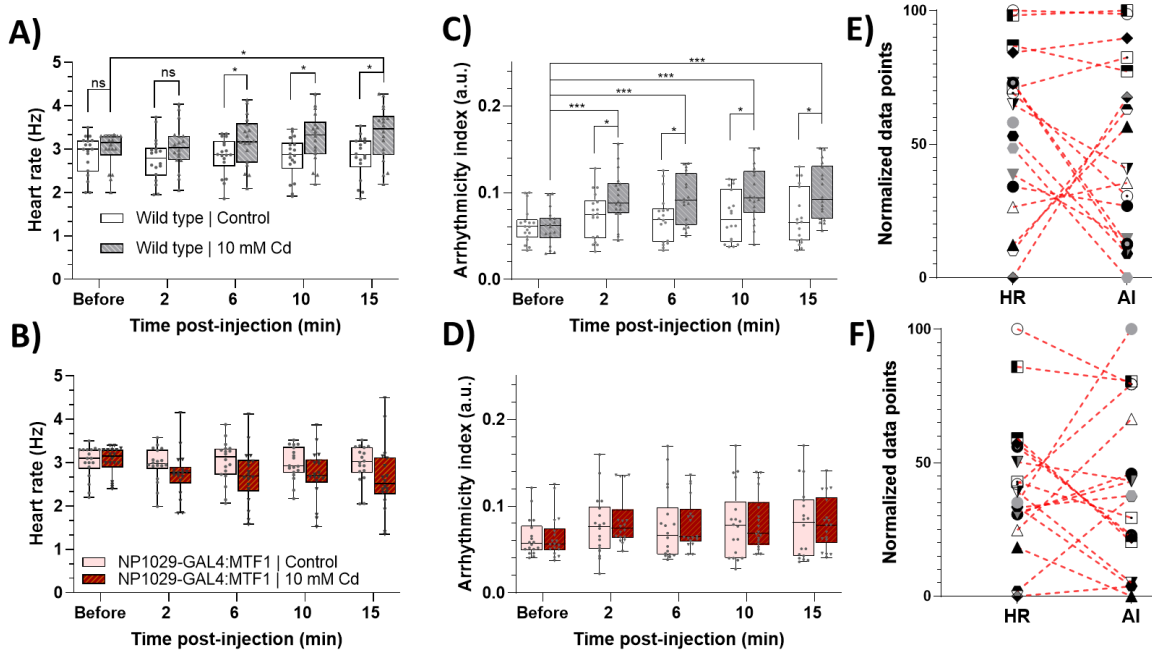 A)
Heart rate (Hz)
5
4
3
2
1
0
ns
ns
*
*
*
*
Wild type | Control
Wild type | 10 mM Cd
Before 2 6 10 15
Time post-injection (min)
C)
Arrhythmicity index (a.u.)
0.2
0.1
0.0
***
***
***
***
*
*
*
*
Before 2 6 10 15
Time post-injection (min)
E)
Normalized data points
100
50
0
HR AI
B)
Heart rate (Hz)
5
4
3
2
1
0
NP1029-GAL4:MTF1 | Control
NP1029-GAL4:MTF1 | 10 mM Cd
Before 2 6 10 15
Time post-injection (min)
D)
Arrhythmicity index (a.u.)
0.2
0.1
0.0
Before 2 6 10 15
Time post-injection (min)
F)
Normalized data points
100
50
0
HR AI